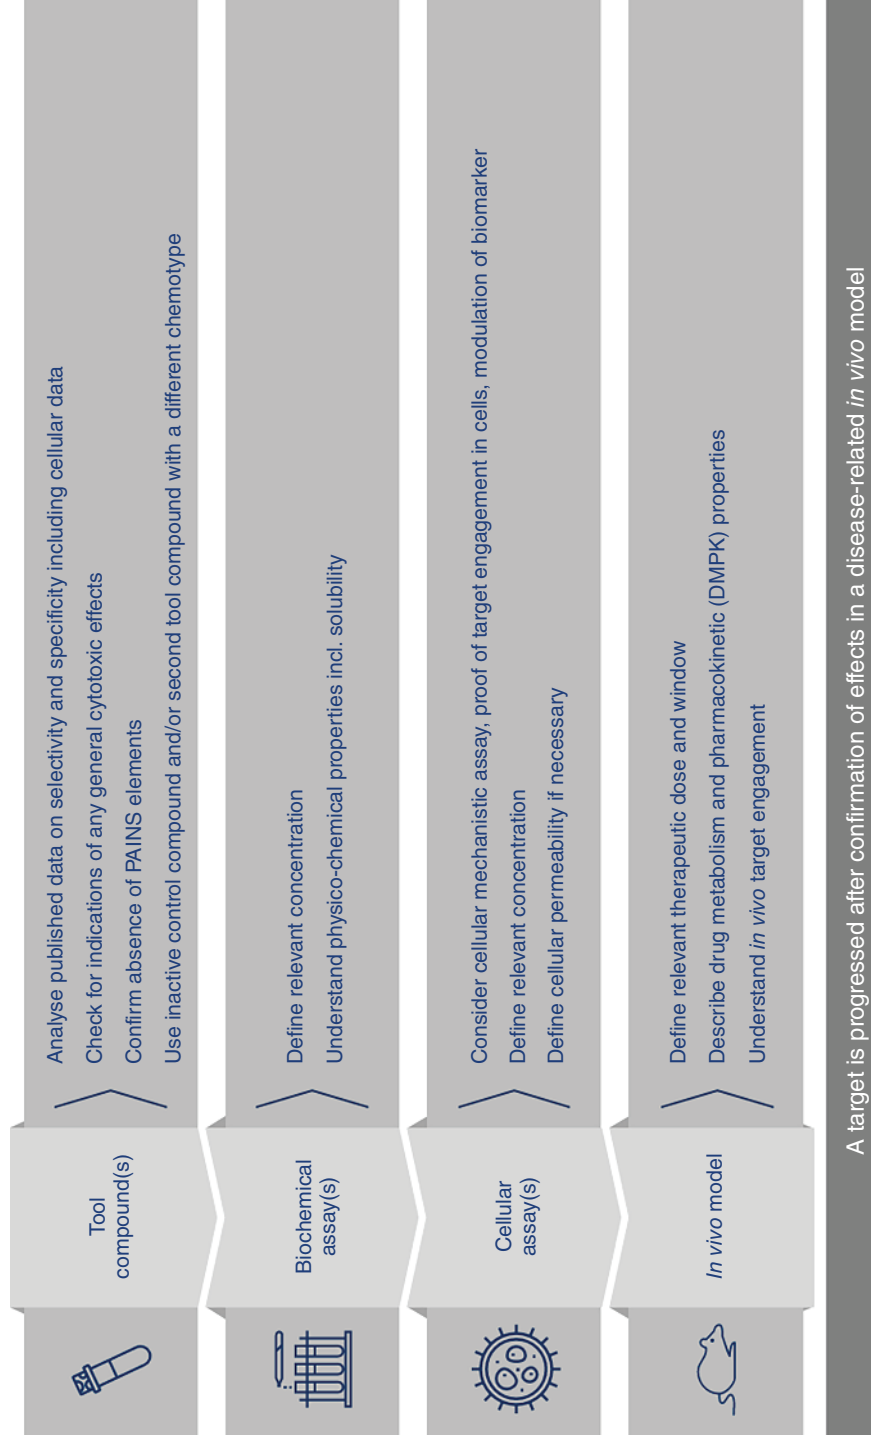 Tool
compound(s)
Analyse published data on selectivity and specificity including cellular data
Check for indications of any general cytotoxic effects
Confirm absence of PAINS elements
Use inactive control compound and/or second tool compound with a different chemotype
Biochemical
assay(s)
Define relevant concentration
Understand physico-chemical properties incl. solubility
Cellular
assay(s)
Consider cellular mechanistic assay, proof of target engagement in cells, modulation of biomarker
Define relevant concentration
Define cellular permeability if necessary
In vivo model
Define relevant therapeutic dose and window
Describe drug metabolism and pharmacokinetic (DMPK) properties
Understand in vivo target engagement
A target is progressed after confirmation of effects in a disease-related in vivo model